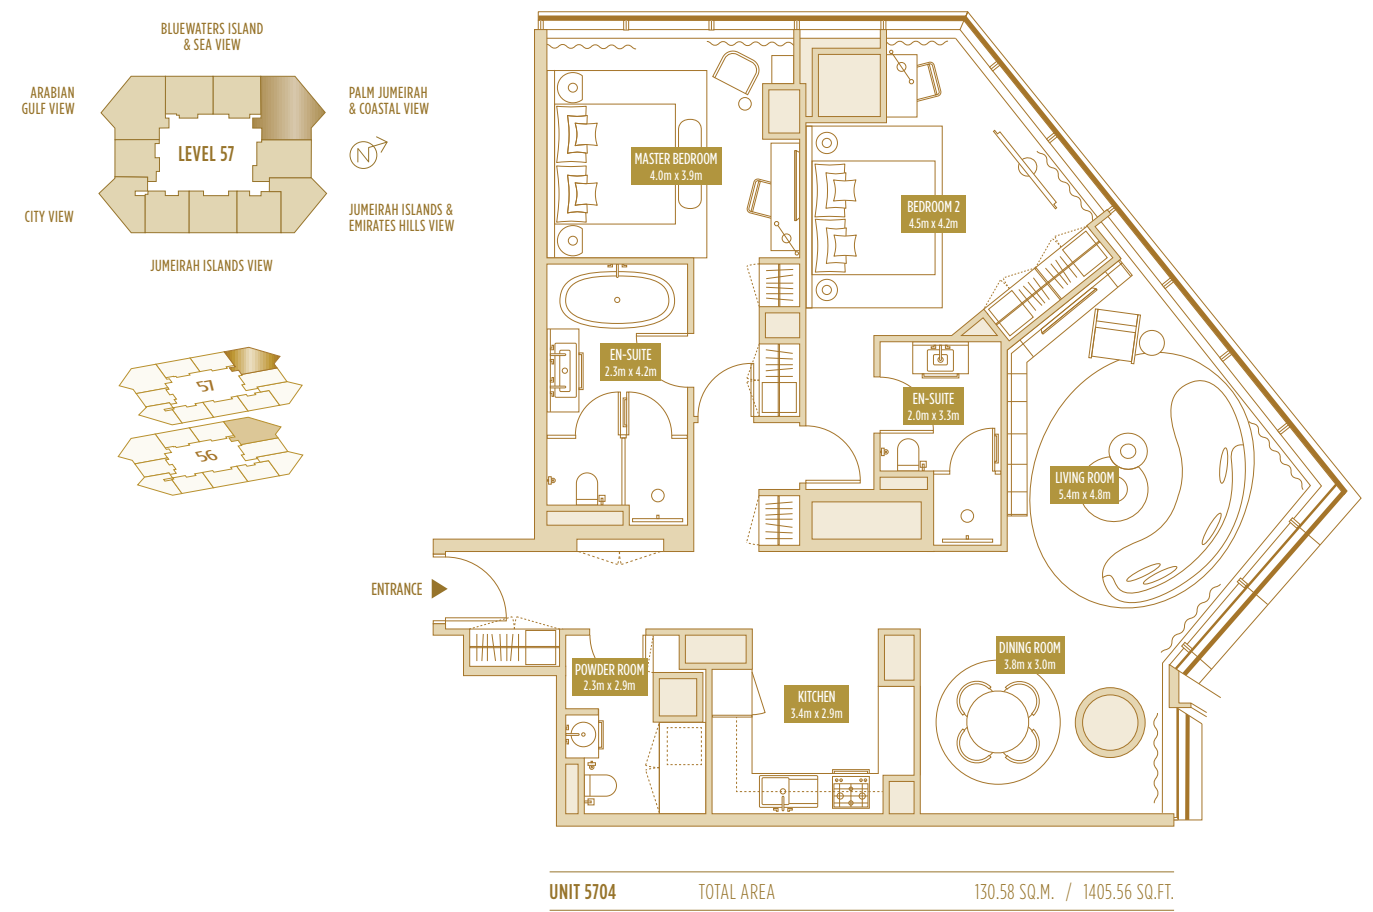 BLUEWATERS ISLAND
& SEA VIEW
ARABIAN
GULF VIEW
PALM JUMEIRAH
& COASTAL VIEW
LEVEL 57
N
CITY VIEW
JUMEIRAH ISLANDS &
EMIRATES HILLS VIEW
JUMEIRAH ISLANDS VIEW
57
56
MASTER BEDROOM
4.0m x 3.9m
BEDROOM 2
4.5m x 4.2m
EN-SUITE
2.3m x 4.2m
EN-SUITE
2.0m x 3.3m
LIVING ROOM
5.4m x 4.8m
ENTRANCE
DINING ROOM
3.8m x 3.0m
POWDER ROOM
2.3m x 2.9m
KITCHEN
3.4m x 2.9m
UNIT 5704 TOTAL AREA 130.58 SQ.M. / 1405.56 SQ.FT.